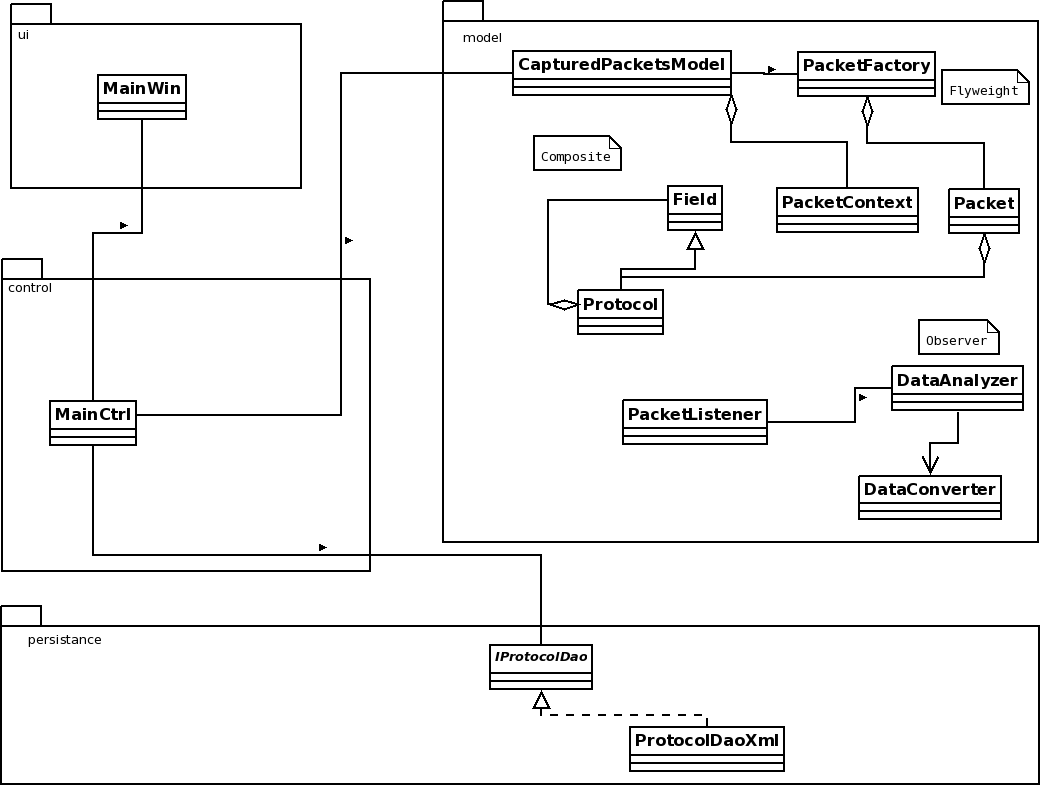 ui
MainWin
model
CapturedPacketsModel
PacketFactory
Flyweight
Composite
Field
PacketContext
Packet
control
Protocol
Observer
DataAnalyzer
MainCtrl
PacketListener
DataConverter
persistance
IProtocolDao
ProtocolDaoXml